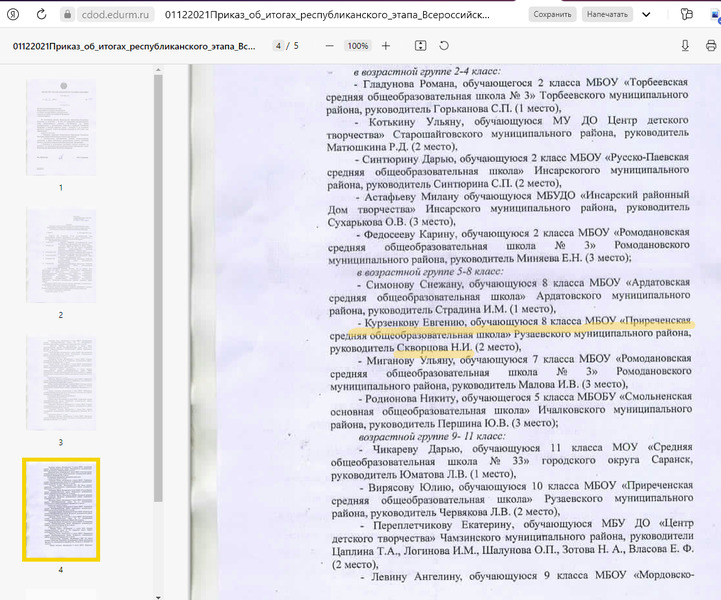 cdod.edurm.ru
01122021Приказ_об_итогах_республиканского_этапа_Всероссийск...
Сохранить
Напечатать
01122021Приказ_об_итогах_республиканского_этапа_Вс...
4 / 5
100%
1
2
3
4
в возрастной группе 2-4 класс:
- Гладунова Романа, обучающегося 2 класса МБОУ «Торбеевская
средняя общеобразовательная школа № 3» Торбеевского муниципального
района, руководитель Горьканова С.П. (1 место),
- Котькину Ульяну, обучающуюся МУ ДО Центр детского
творчества» Старошайговского муниципального района, руководитель
Матюшкина Р.Д. (2 место),
- Синтюрину Дарью, обучающуюся 2 класс МБОУ «Русско-Паевская
средняя общеобразовательная школа» Инсарского муниципального
района, руководитель Синтюрина С.П. (2 место),
- Астафьеву Милану обучающуюся МБУДО «Инсарский районный
Дом творчества» Инсарского муниципального района, руководитель
Сухарькова О.В. (3 место),
- Федосееву Карину, обучающуюся 2 класса МБОУ «Ромодановская
средняя общеобразовательная школа № 3» Ромодановского
муниципального района, руководитель Миняева Е.Н. (3 место);
в возрастной группе 5-8 класс:
- Симонову Снежану, обучающуюся 8 класса МБОУ «Ардатовская
средняя общеобразовательная школа» Ардатовского муниципального
района, руководитель Страдина И.М. (1 место),
- Курзенкову Евгению, обучающуюся 8 класса МБОУ «Приреченская
средняя общеобразовательная школа» Рузаевского муниципального района,
руководитель Скворцова Н.И. (2 место),
- Миганову Ульяну, обучающуюся 7 класса МБОУ «Ромодановская
средняя общеобразовательная школа № 3» Ромодановского
муниципального района, руководитель Малова И.В. (3 место),
- Родионова Никиту, обучающегося 5 класса МБОБУ «Смольненская
основная общеобразовательная школа» Ичалковского муниципального
района, руководитель Першина Ю.В. (3 место);
возрастной группе 9- 11 класс:
- Чикареву Дарью, обучающуюся 11 класса МОУ «Средняя
общеобразовательная школа № 33» городского округа Саранск,
руководитель Юматова Л.В. (1 место),
- Вирясову Юлию, обучающуюся 10 класса МБОУ «Приреченская
средняя общеобразовательная школа» Рузаевского муниципального
района, руководитель Червякова Л.В. (2 место),
- Переплетчикову Екатерину, обучающуюся МБУ ДО «Центр
детского творчества» Чамзинского муниципального района, руководители
Цаплина Т.А., Логинова И.М., Шалунова О.П., Зотова Н. А., Власова Е. Ф.
(2 место),
- Левину Ангелину, обучающуюся 9 класса МБОУ «Мордовско-